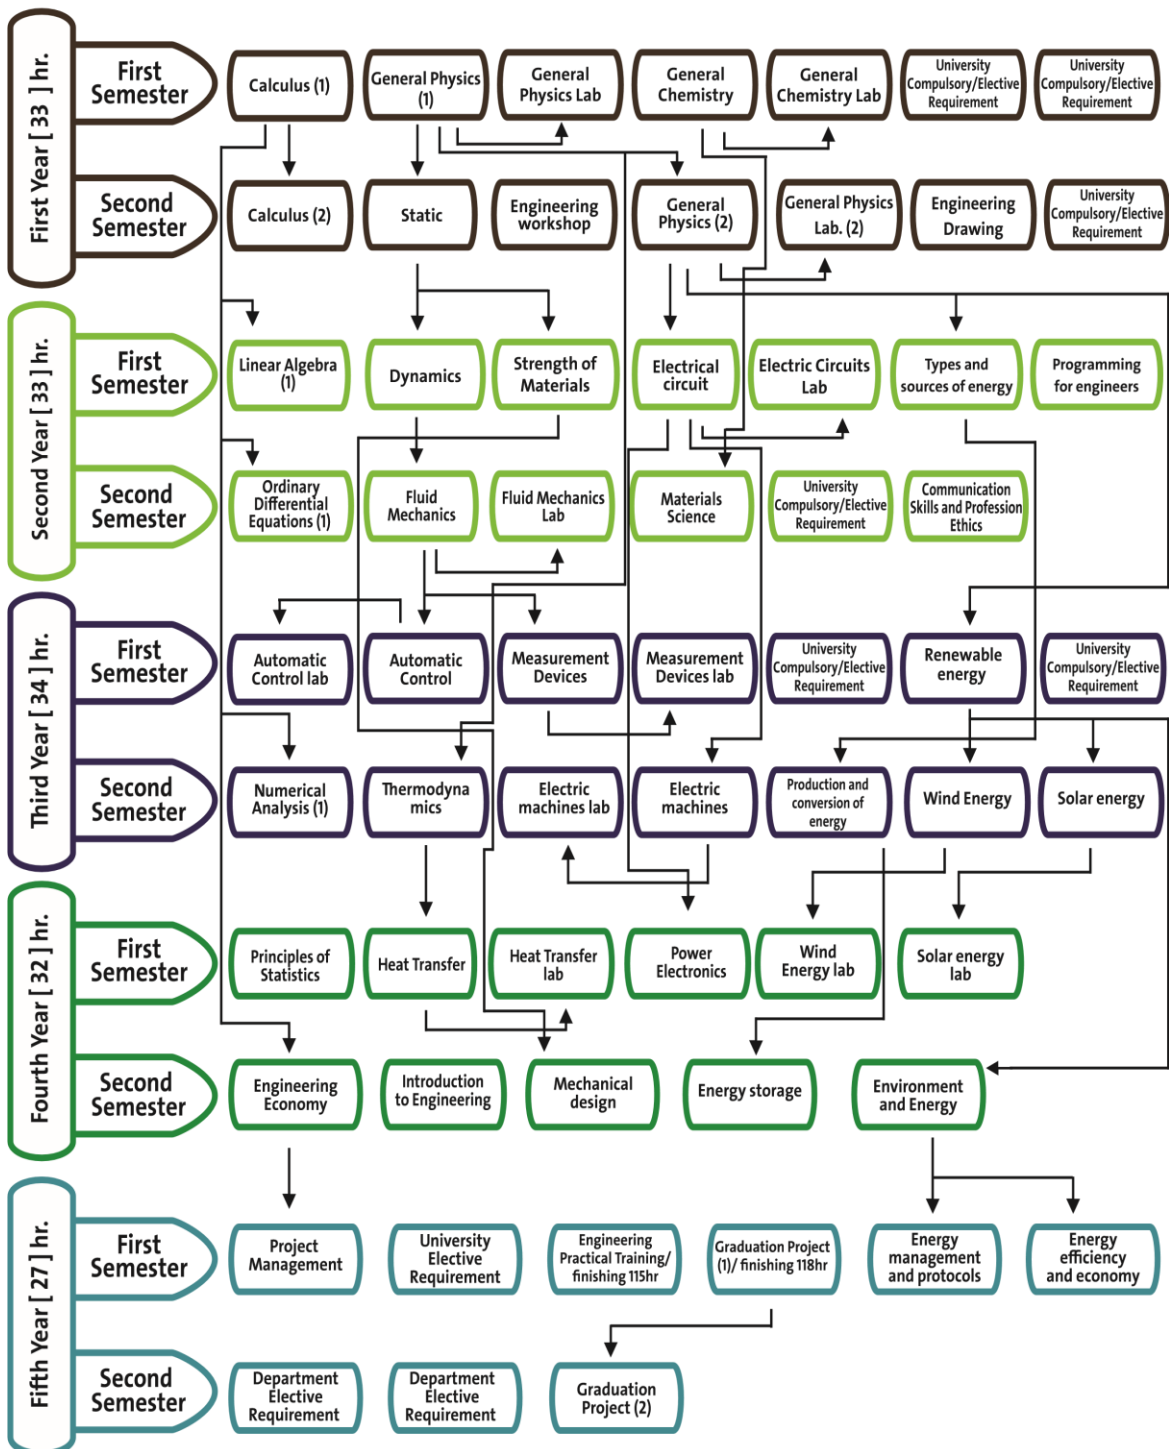 First Year [ 33 ] hr.
First
Semester
Calculus (1)
General Physics
(1)
General
Physics Lab
General
Chemistry
General
Chemistry Lab
University
Compulsory/Elective
Requirement
University
Compulsory/Elective
Requirement
Second
Semester
Calculus (2)
Static
Engineering
workshop
General
Physics (2)
General Physics
Lab. (2)
Engineering
Drawing
University
Compulsory/Elective
Requirement
Second Year [ 33 ] hr.
First
Semester
Linear Algebra
(1)
Dynamics
Strength of
Materials
Electrical
circuit
Electric Circuits
Lab
Types and
sources of energy
Programming
for engineers
Second
Semester
Ordinary
Differential
Equations (1)
Fluid
Mechanics
Fluid Mechanics
Lab
Materials
Science
University
Compulsory/Elective
Requirement
Communication
Skills and Profession
Ethics
Third Year [ 34 ] hr.
First
Semester
Automatic
Control lab
Automatic
Control
Measurement
Devices
Measurement
Devices lab
University
Compulsory/Elective
Requirement
Renewable
energy
University
Compulsory/Elective
Requirement
Second
Semester
Numerical
Analysis (1)
Thermodyna
mics
Electric
machines lab
Electric
machines
Production and
conversion of
energy
Wind Energy
Solar energy
Fourth Year [ 32 ] hr.
First
Semester
Principles of
Statistics
Heat Transfer
Heat Transfer
lab
Power
Electronics
Wind
Energy lab
Solar energy
lab
Second
Semester
Engineering
Economy
Introduction
to Engineering
Mechanical
design
Energy storage
Environment
and Energy
Fifth Year [ 27 ] hr.
First
Semester
Project
Management
University
Elective
Requirement
Engineering
Practical Training/
finishing 115hr
Graduation Project
(1)/ finishing 118hr
Energy
management
and protocols
Energy
efficiency
and economy
Second
Semester
Department
Elective
Requirement
Department
Elective
Requirement
Graduation
Project (2)